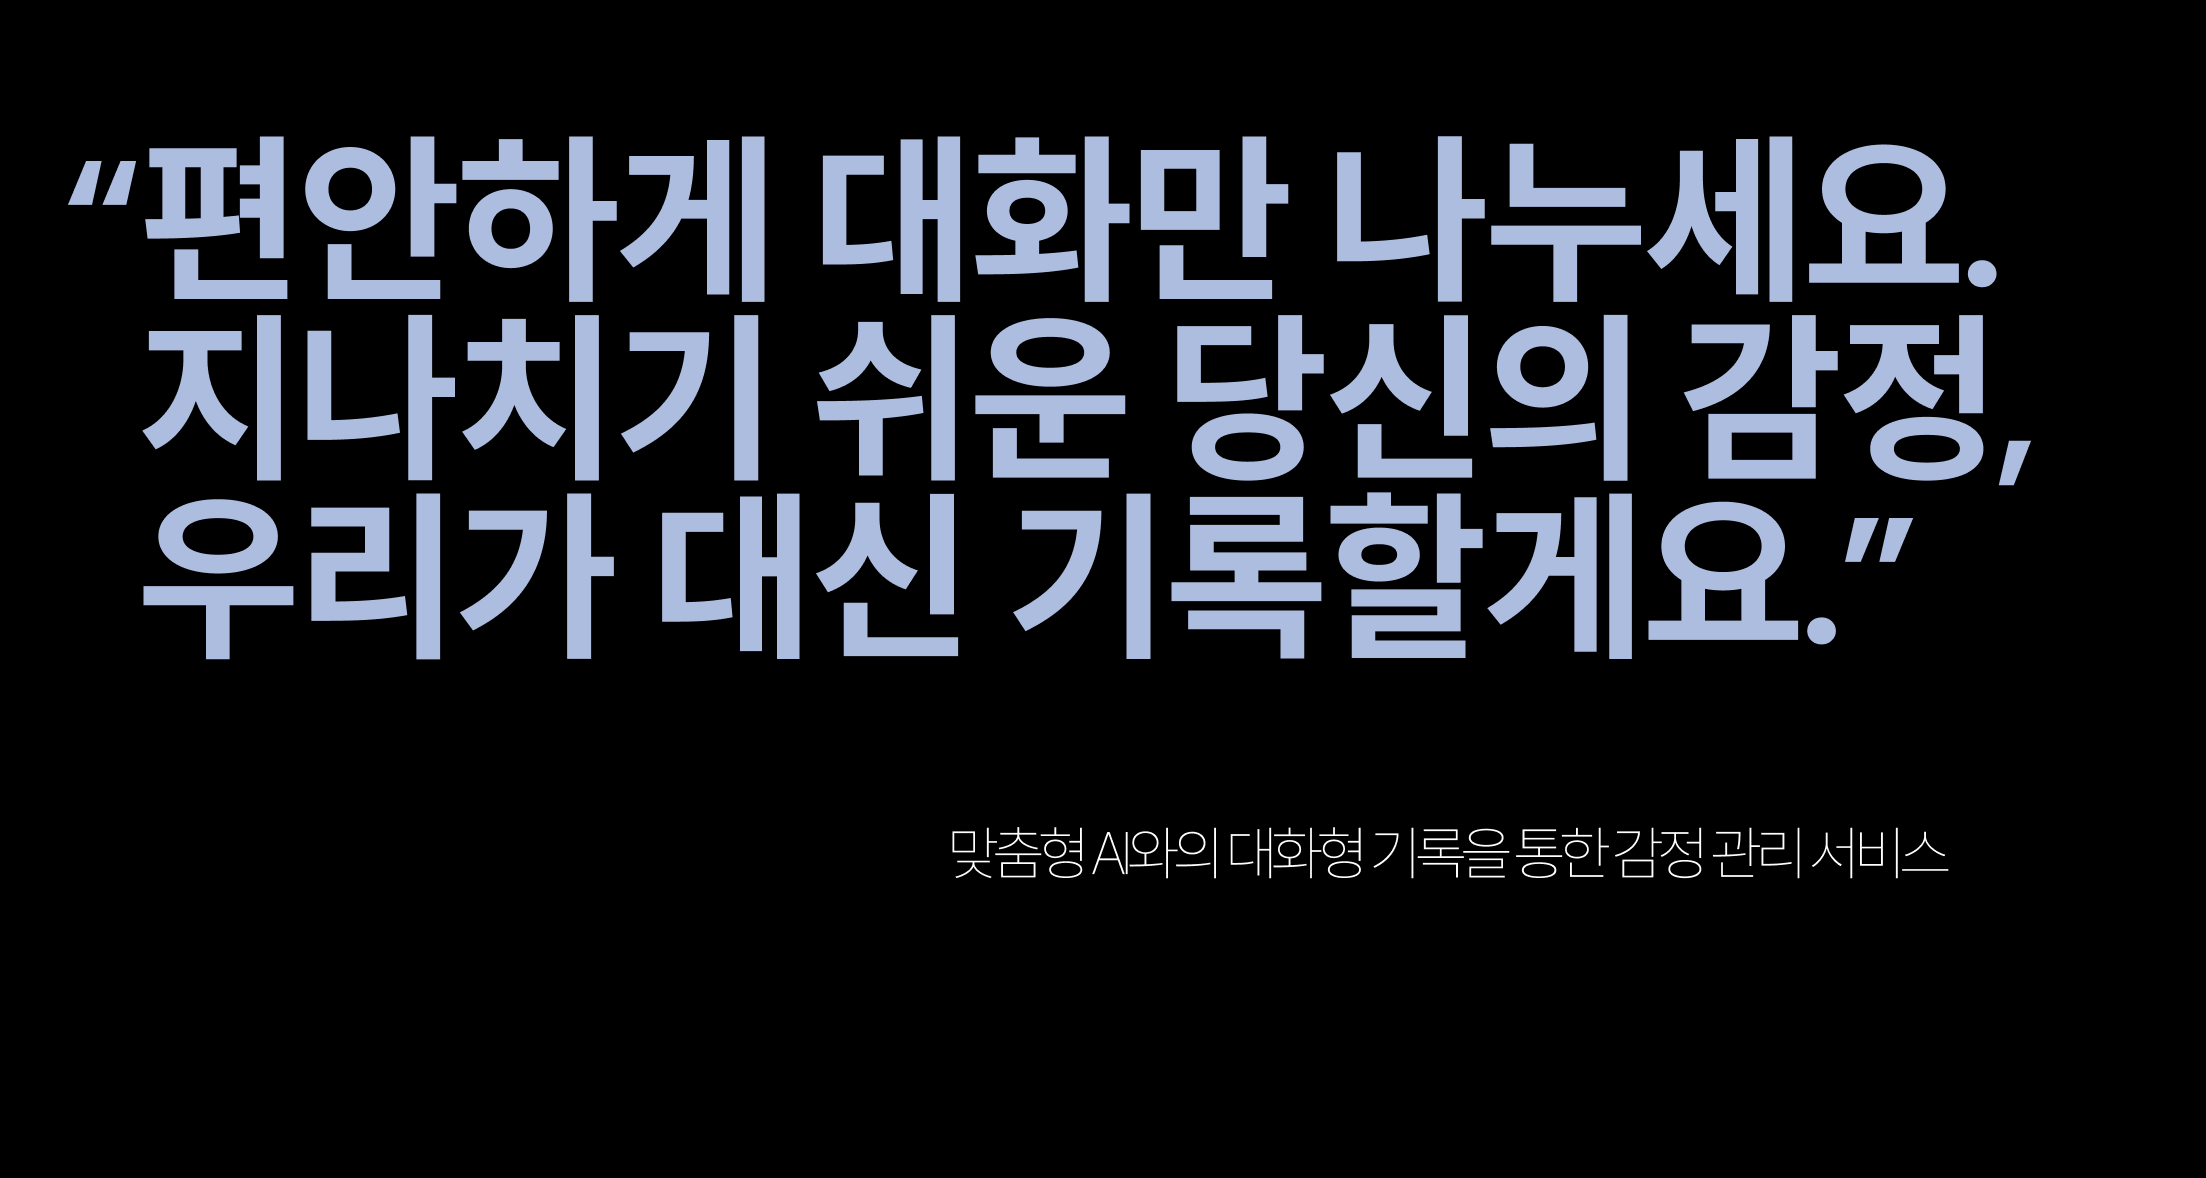 “편안하게 대화만 나누세요.
지나치기 쉬운 당신의 감정,
우리가 대신 기록할게요.”
맞춤형 AI와의 대화형 기록을 통한 감정 관리 서비스